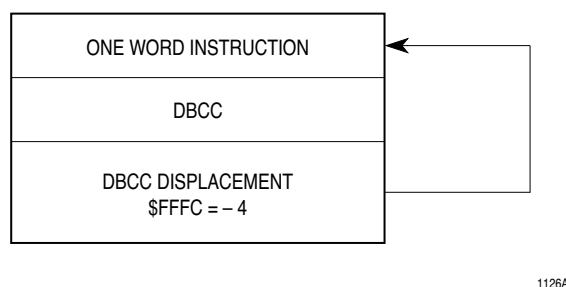 ONE WORD INSTRUCTION
DBCC
DBCC DISPLACEMENT
$FFFC = – 4
1126A